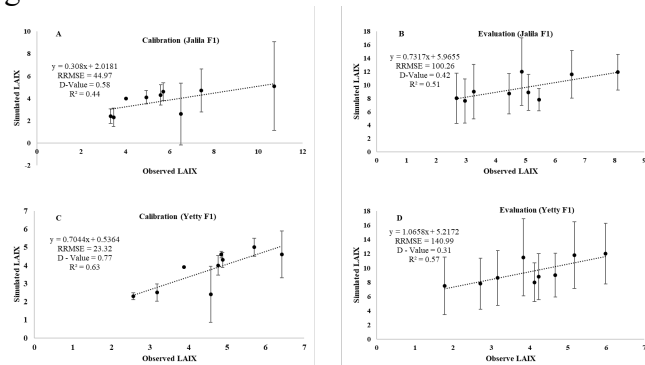 A
Calibration (Jalila F1)
y = 0.308x + 2.0181
RRMSE = 44.97
D-Value = 0.58
R² = 0.44
Simulated LAIX
10
8
6
4
2
0
-2
0 2 4 6 8 10 12
Observed LAIX
B
Evaluation (Jalila F1)
y = 0.7317x + 5.9655
RRMSE = 100.26
D-Value = 0.42
R² = 0.51
Simulated LAIX
18
16
14
12
10
8
6
4
2
0
0 1 2 3 4 5 6 7 8 9
Observed LAIX
C
Calibration (Yetty F1)
y = 0.7044x + 0.5364
RRMSE = 23.32
D - Value = 0.77
R² = 0.63
Simulated LAIX
7
6
5
4
3
2
1
0
0 1 2 3 4 5 6 7
Observed LAIX
D
Evaluation (Yetty F1)
y = 1.0658x + 5.2172
RRMSE = 140.99
D - Value = 0.31
R² = 0.57
Simulated LAIX
18
16
14
12
10
8
6
4
2
0
0 1 2 3 4 5 6 7
Observe LAIX